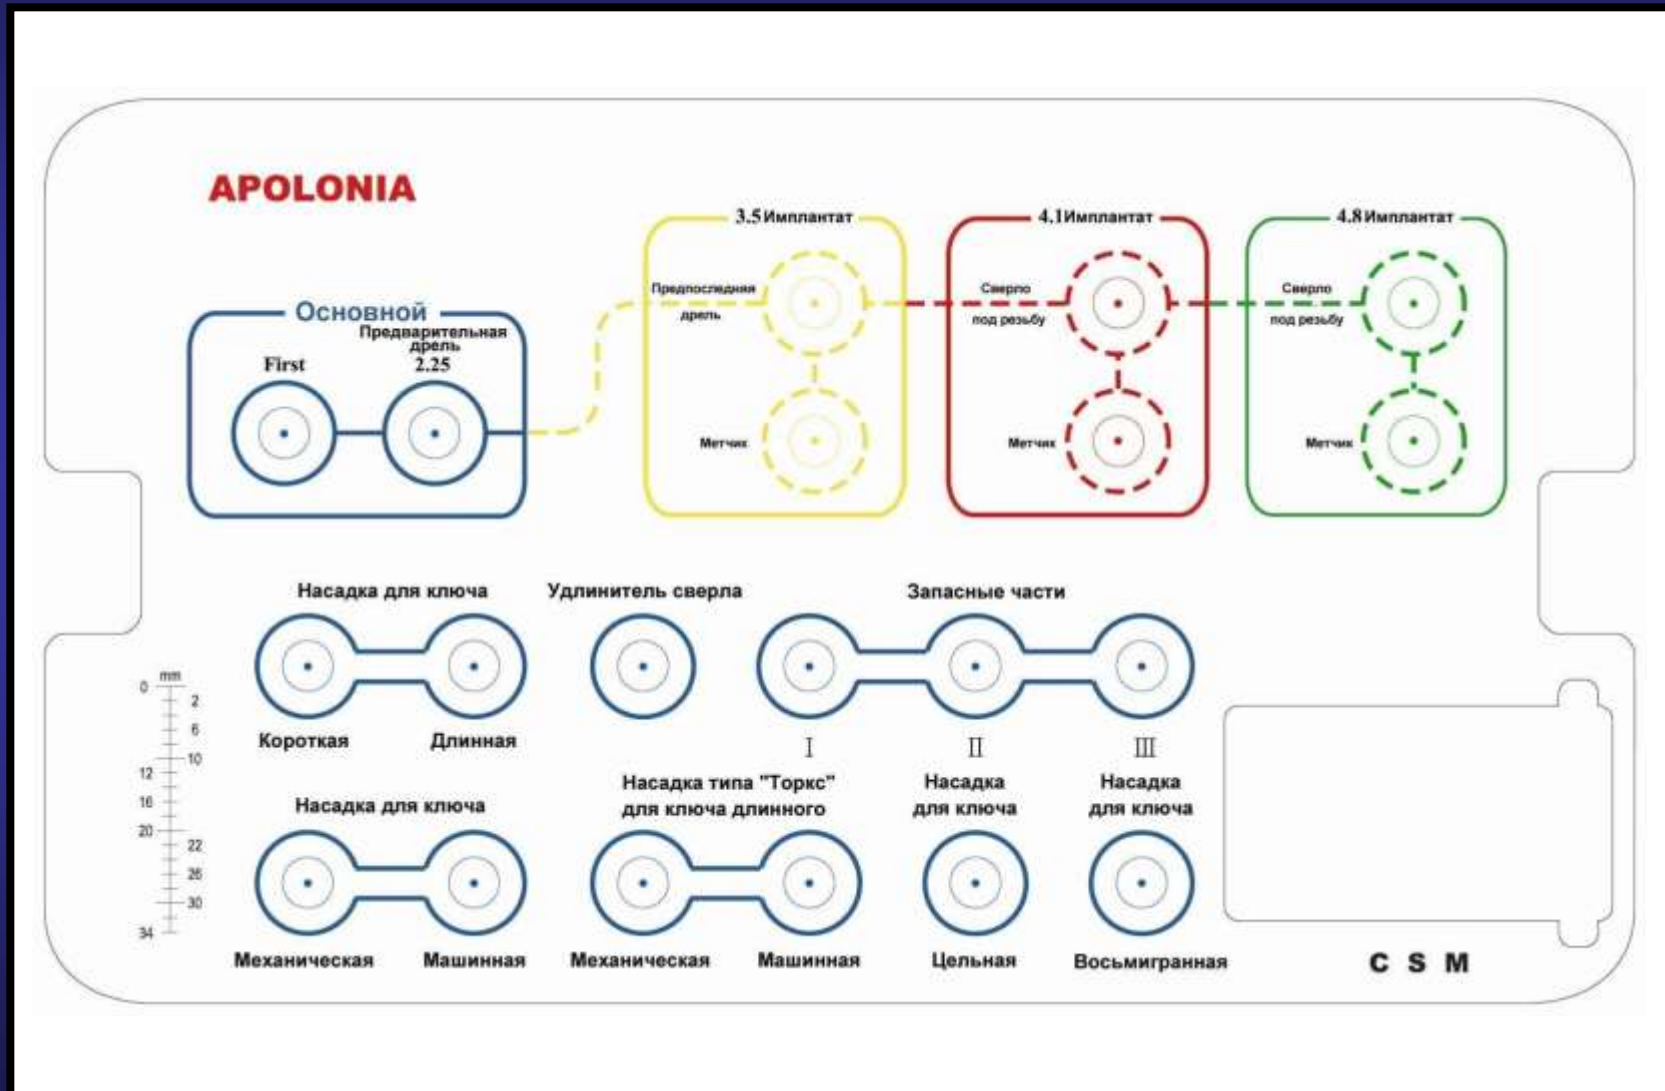 APOLONIA
3.5 Имплантат
4.1 Имплантат
4.8 Имплантат
Предпоследняя
дрель
Сверло
под резьбу
Сверло
под резьбу
Основной
Предварительная
дрель
First
2.25
Метчик
Метчик
Метчик
Насадка для ключа
Удлинитель сверла
Запасные части
Короткая
Длинная
I
II
III
mm
0
2
6
10
12
16
20
22
26
30
34
Насадка для ключа
Насадка типа "Торкс"
для ключа длинного
Насадка
для ключа
Насадка
для ключа
Механическая
Машинная
Механическая
Машинная
Цельная
Восьмигранная
C S M